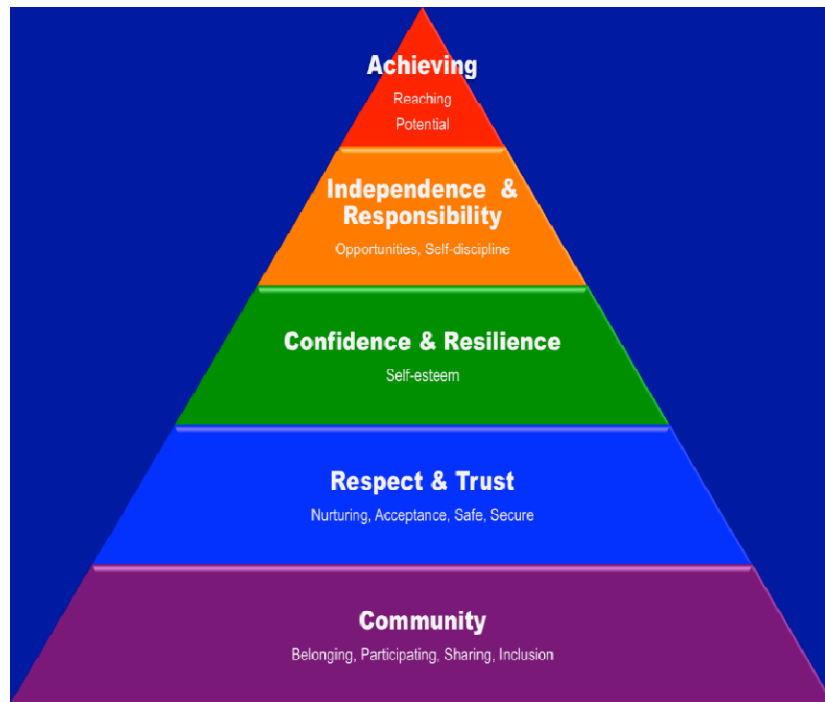 Achieving
Reaching
Potential
Independence &
Responsibility
Opportunities, Self-discipline
Confidence & Resilience
Self-esteem
Respect & Trust
Nurturing, Acceptance, Safe, Secure
Community
Belonging, Participating, Sharing, Inclusion